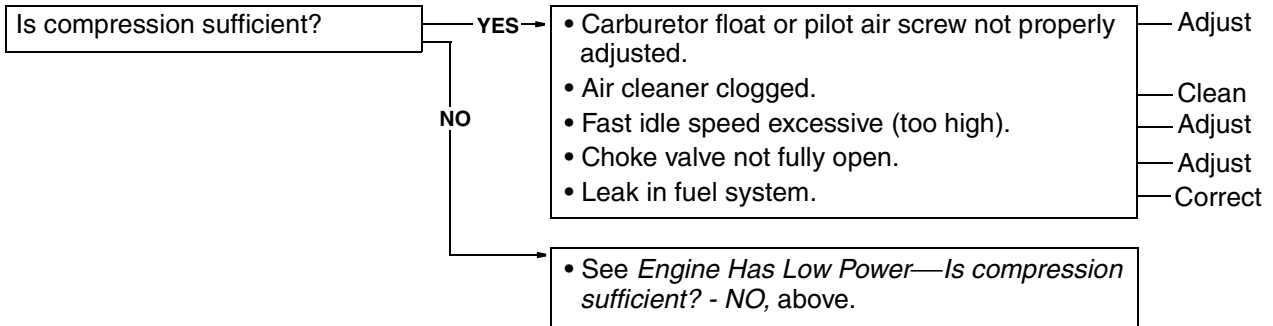 Is compression sufficient?
YES
• Carburetor float or pilot air screw not properly
adjusted.
Adjust
• Air cleaner clogged.
Clean
• Fast idle speed excessive (too high).
Adjust
• Choke valve not fully open.
Adjust
• Leak in fuel system.
Correct
NO
• See Engine Has Low Power—Is compression
sufficient? - NO, above.